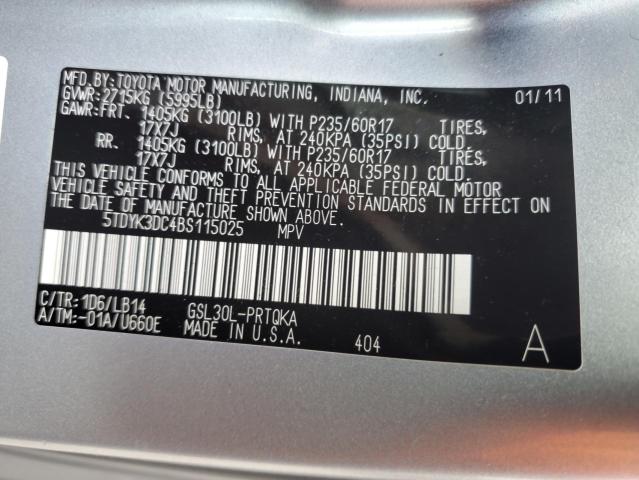 MFD. BY: TOYOTA MOTOR MANUFACTURING, INDIANA, INC. 01/11
GVWR: 2715KG (5995LB)
GAWR: FRT. 1405KG (3100LB) WITH P235/60R17 TIRES,
17X7J RIMS, AT 240KPA (35PSI) COLD.
RR. 1405KG (3100LB) WITH P235/60R17 TIRES,
17X7J RIMS, AT 240KPA (35PSI) COLD.
THIS VEHICLE CONFORMS TO ALL APPLICABLE FEDERAL MOTOR
VEHICLE SAFETY AND THEFT PREVENTION STANDARDS IN EFFECT ON
THE DATE OF MANUFACTURE SHOWN ABOVE.
5TDYK3DC4BS115025 MPV
C/TR: 1D6/LB14 GSL30L-PRTQKA
A/TM: -01A/U660E MADE IN U.S.A. 404 A